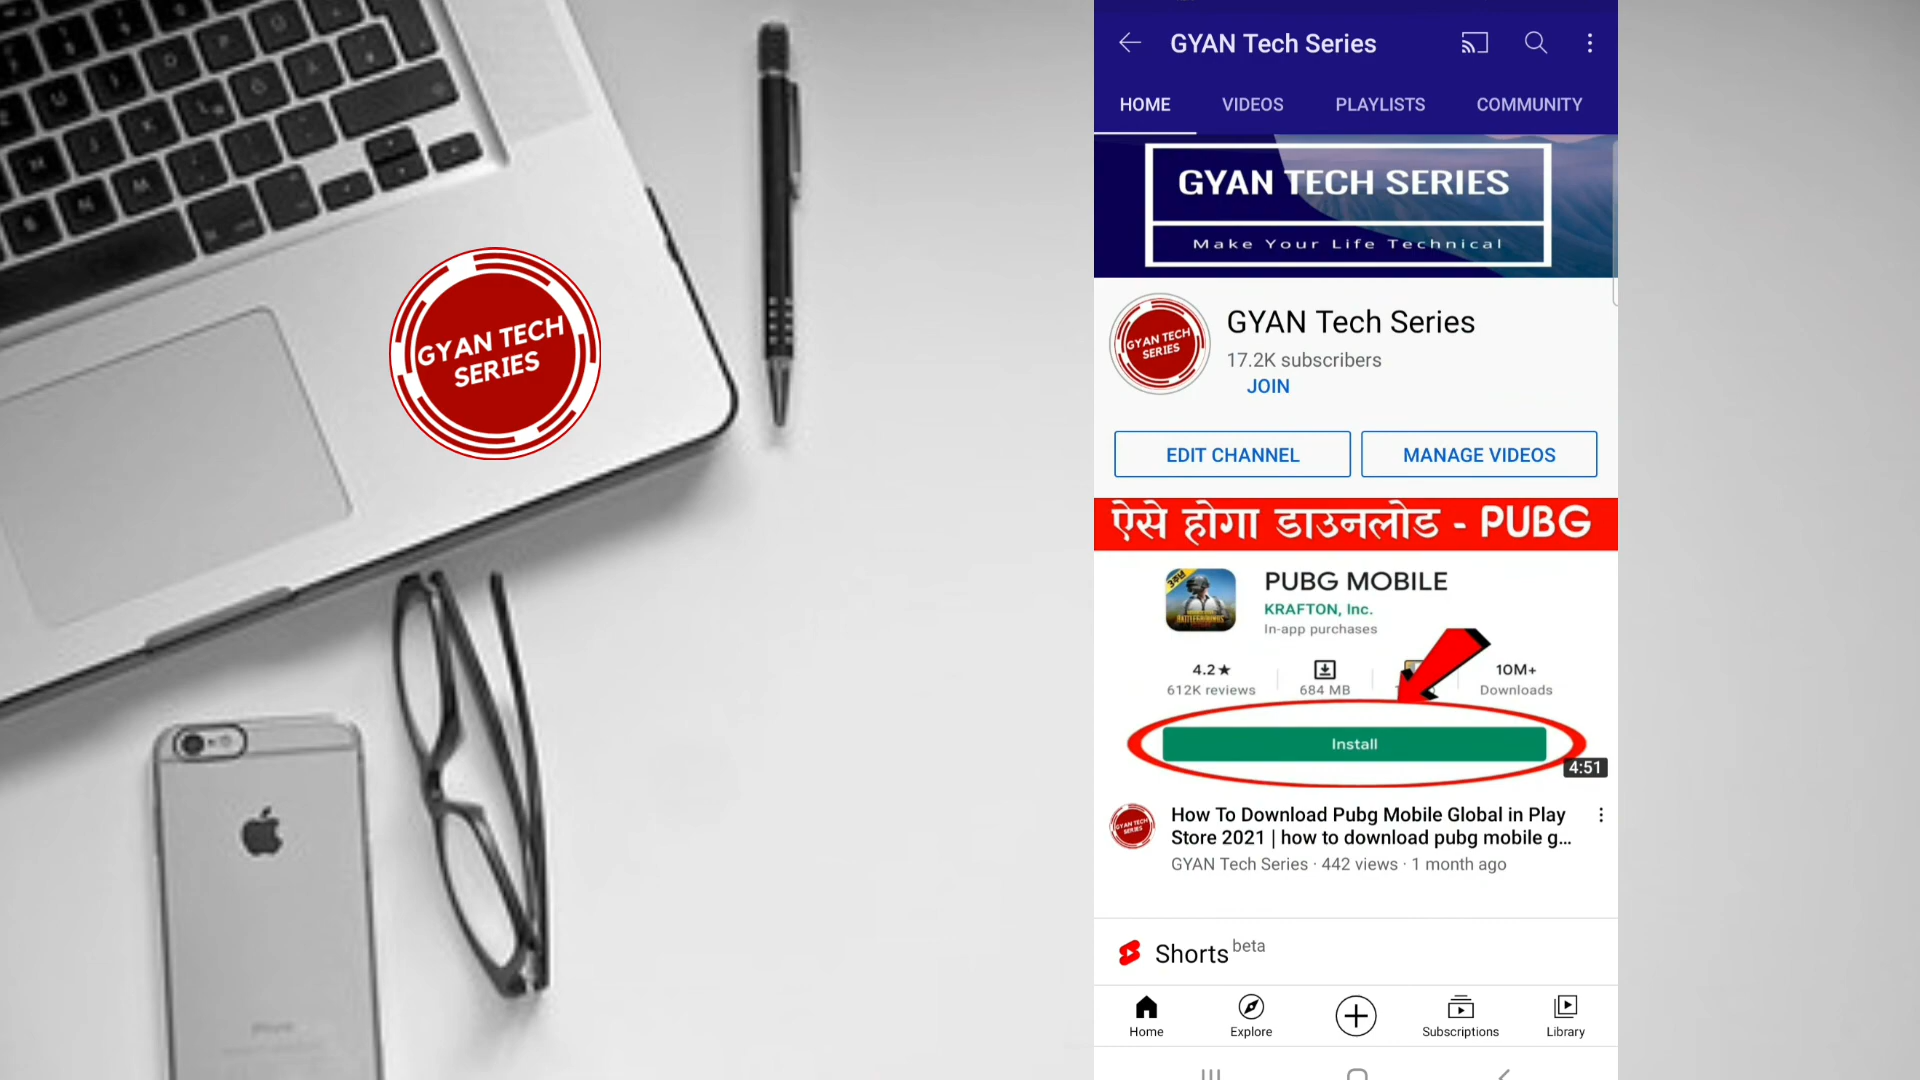 GYAN TECH
SERIES
GYAN Tech Series
HOME VIDEOS PLAYLISTS COMMUNITY
GYAN TECH SERIES
Make Your Life Technical
GYAN TECH
SERIES
GYAN Tech Series
17.2K subscribers
JOIN
EDIT CHANNEL MANAGE VIDEOS
ऐसे होगा डाउनलोड - PUBG
PUBG MOBILE
KRAFTON, Inc.
In-app purchases
4.2★ 10M+
612K reviews 684 MB Downloads
Install
4:51
GYAN TECH
SERIES
How To Download Pubg Mobile Global in Play
Store 2021 | how to download pubg mobile g...
GYAN Tech Series · 442 views · 1 month ago
Shorts beta
Home Explore Subscriptions Library